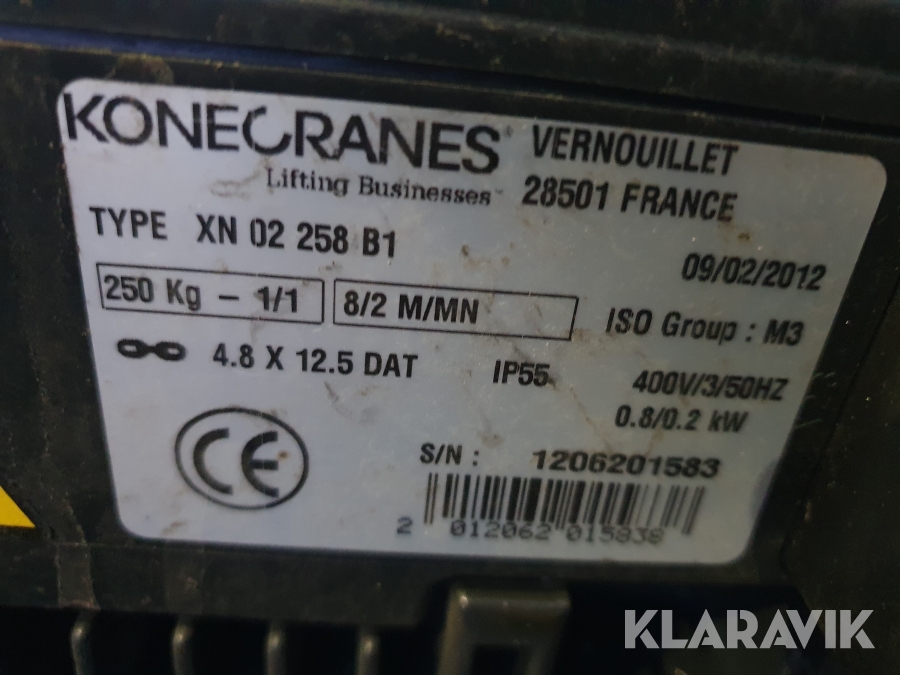 KONECRANES®
Lifting Businesses™
VERNOUILLET
28501 FRANCE
TYPE XN 02 258 B1
09/02/2012
250 Kg - 1/1
8/2 M/MN
ISO Group : M3
4.8 X 12.5 DAT
IP55
400V/3/50HZ
0.8/0.2 kW
CE
S/N : 1206201583
2 012062 015838
KLARAVIK